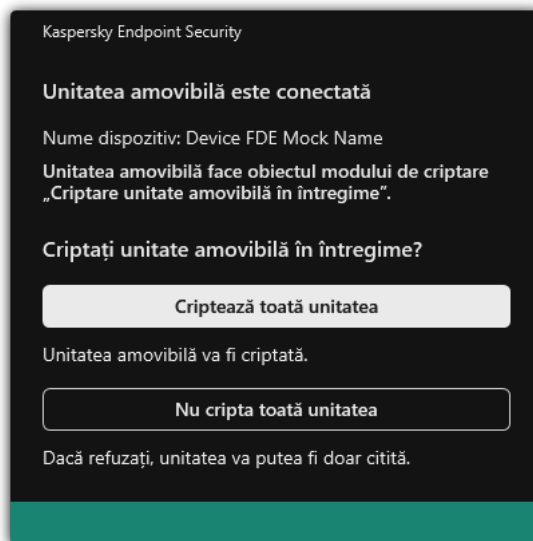 Kaspersky Endpoint Security
Unitatea amovibilă este conectată
Nume dispozitiv: Device FDE Mock Name
Unitatea amovibilă face obiectul modului de criptare
„Criptare unitate amovibilă în întregime”.
Criptați unitate amovibilă în întregime?
Criptează toată unitatea
Unitatea amovibilă va fi criptată.
Nu cripta toată unitatea
Dacă refuzați, unitatea va putea fi doar citită.